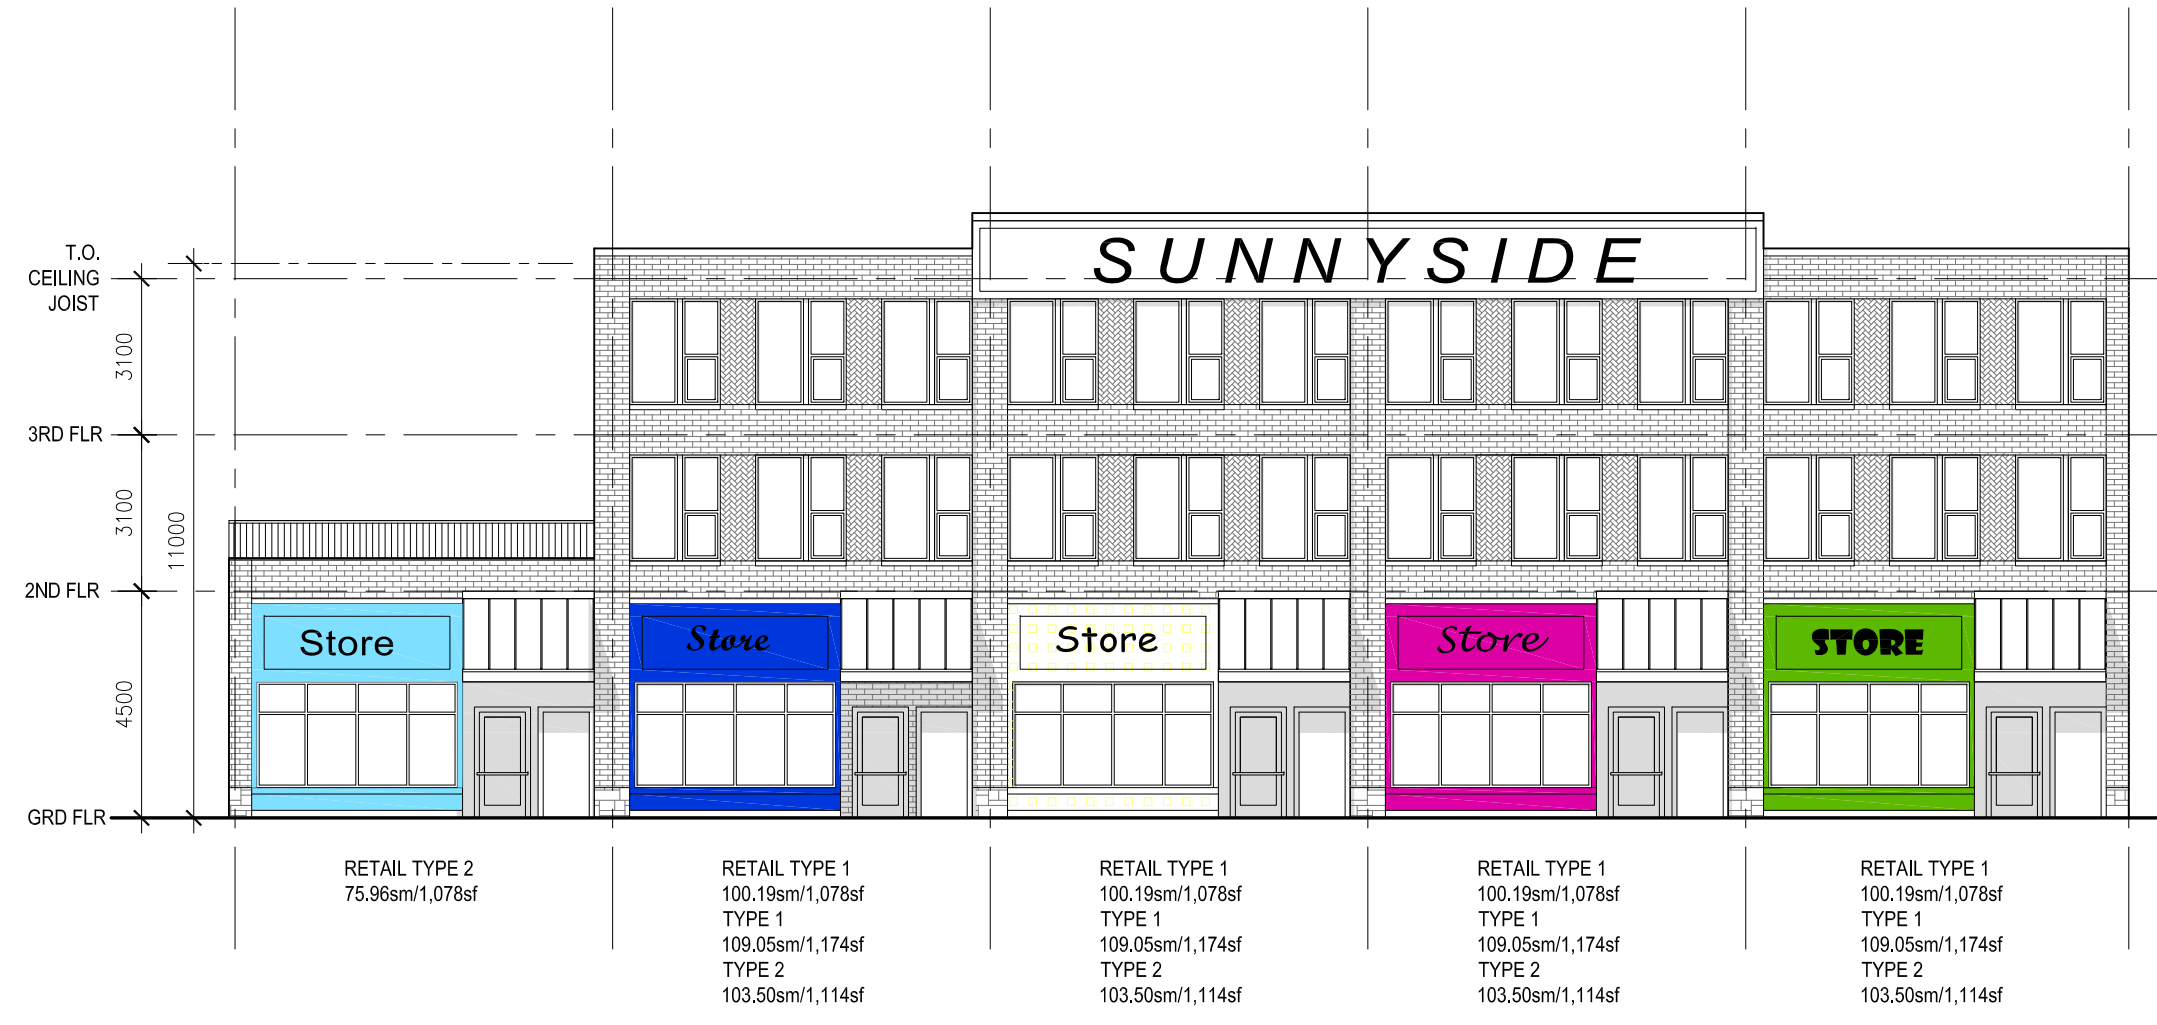 SUNNYSIDE
T.O.
CEILING
JOIST
3100
3RD FLR
3100
11000
2ND FLR
4500
GRD FLR
Store
Store
Store
Store
STORE
RETAIL TYPE 2
75.96sm/1,078sf
RETAIL TYPE 1
100.19sm/1,078sf
TYPE 1
109.05sm/1,174sf
TYPE 2
103.50sm/1,114sf
RETAIL TYPE 1
100.19sm/1,078sf
TYPE 1
109.05sm/1,174sf
TYPE 2
103.50sm/1,114sf
RETAIL TYPE 1
100.19sm/1,078sf
TYPE 1
109.05sm/1,174sf
TYPE 2
103.50sm/1,114sf
RETAIL TYPE 1
100.19sm/1,078sf
TYPE 1
109.05sm/1,174sf
TYPE 2
103.50sm/1,114sf